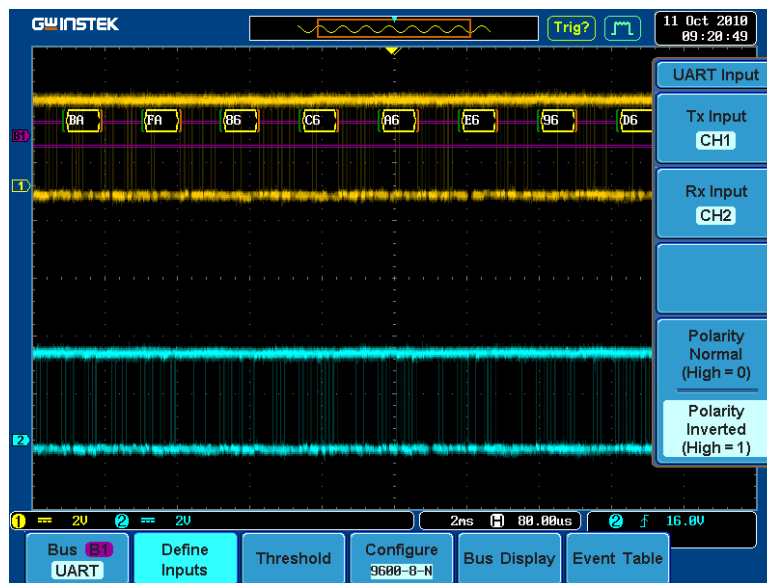 GWINSTEK
Trig?
11 Oct 2010
09:20:49
UART Input
BA FA 86 C6 A6 E6 96 D6
B1
Tx Input
CH1
1
Rx Input
CH2
Polarity
Normal
(High = 0)
Polarity
Inverted
(High = 1)
2
1 2V 2 2V
2ms H 80.00us
2 16.0V
Bus B1
UART
Define
Inputs
Threshold
Configure
9600-8-N
Bus Display
Event Table